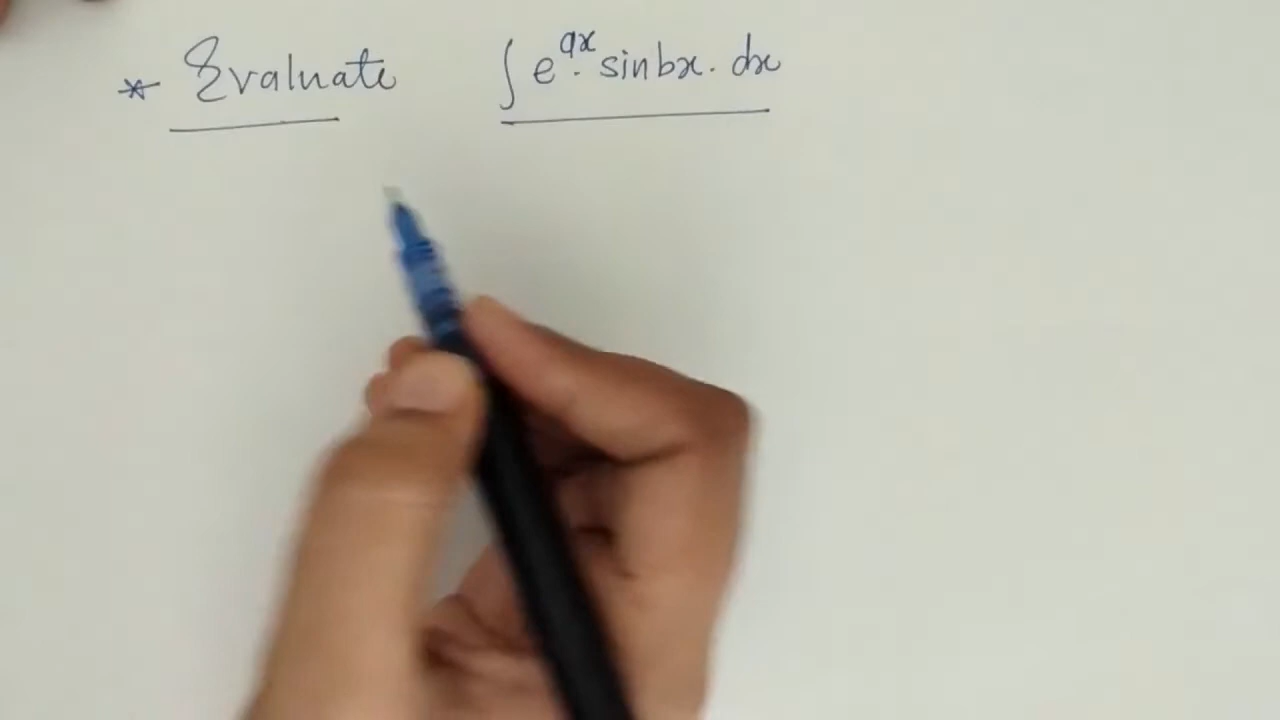 * Evaluate ∫e^{ax}. sinbx. dx